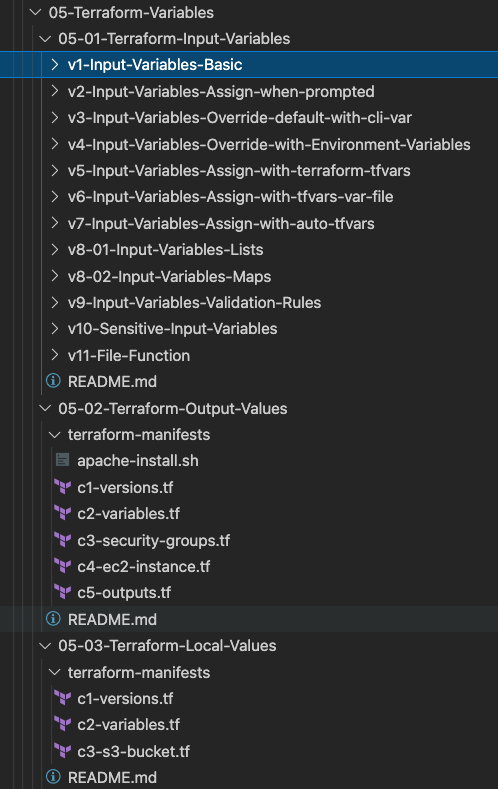 05-Terraform-Variables
05-01-Terraform-Input-Variables
v1-Input-Variables-Basic
v2-Input-Variables-Assign-when-prompted
v3-Input-Variables-Override-default-with-cli-var
v4-Input-Variables-Override-with-Environment-Variables
v5-Input-Variables-Assign-with-terraform-tfvars
v6-Input-Variables-Assign-with-tfvars-var-file
v7-Input-Variables-Assign-with-auto-tfvars
v8-01-Input-Variables-Lists
v8-02-Input-Variables-Maps
v9-Input-Variables-Validation-Rules
v10-Sensitive-Input-Variables
v11-File-Function
README.md
05-02-Terraform-Output-Values
terraform-manifests
apache-install.sh
c1-versions.tf
c2-variables.tf
c3-security-groups.tf
c4-ec2-instance.tf
c5-outputs.tf
README.md
05-03-Terraform-Local-Values
terraform-manifests
c1-versions.tf
c2-variables.tf
c3-s3-bucket.tf
README.md